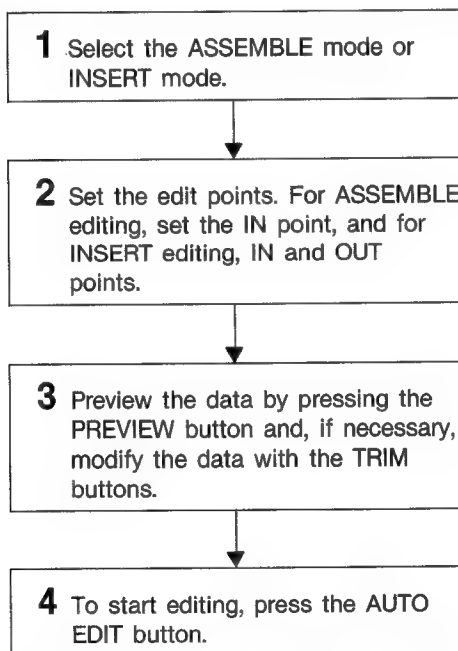 1 Select the ASSEMBLE mode or
INSERT mode.
2 Set the edit points. For ASSEMBLE
editing, set the IN point, and for
INSERT editing, IN and OUT
points.
3 Preview the data by pressing the
PREVIEW button and, if necessary,
modify the data with the TRIM
buttons.
4 To start editing, press the AUTO
EDIT button.